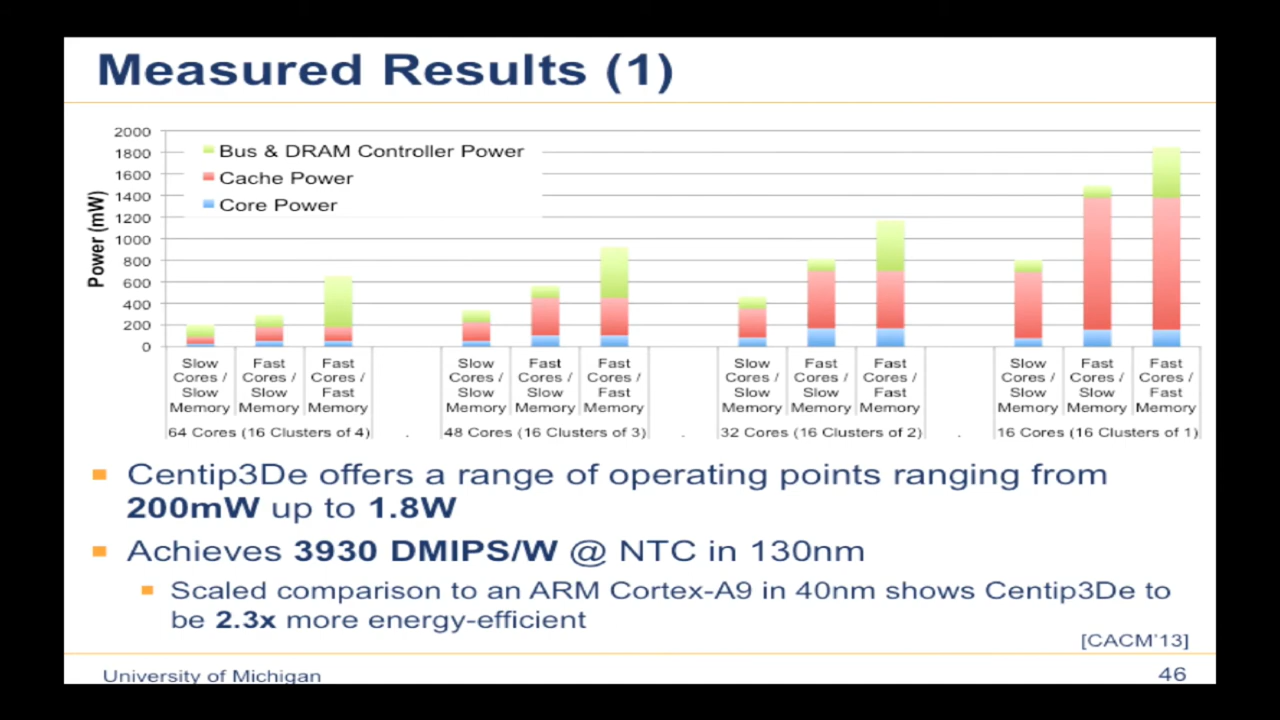 Measured Results (1)
2000
1800
1600
1400
1200
1000
800
600
400
200
0
Power (mW)
Bus & DRAM Controller Power
Cache Power
Core Power
Slow Cores / Slow Memory
Fast Cores / Slow Memory
Fast Cores / Fast Memory
64 Cores (16 Clusters of 4)
Slow Cores / Slow Memory
Fast Cores / Slow Memory
Fast Cores / Fast Memory
48 Cores (16 Clusters of 3)
Slow Cores / Slow Memory
Fast Cores / Slow Memory
Fast Cores / Fast Memory
32 Cores (16 Clusters of 2)
Slow Cores / Slow Memory
Fast Cores / Slow Memory
Fast Cores / Fast Memory
16 Cores (16 Clusters of 1)
Centip3De offers a range of operating points ranging from
200mW up to 1.8W
Achieves 3930 DMIPS/W @ NTC in 130nm
Scaled comparison to an ARM Cortex-A9 in 40nm shows Centip3De to
be 2.3x more energy-efficient
[CACM'13]
University of Michigan
46